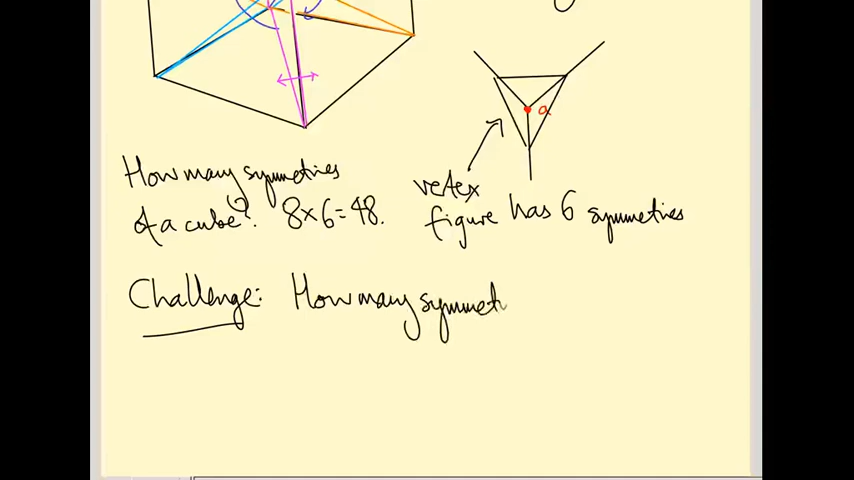 How many symmetries
of a cube? 8×6=48.
a
vertex
figure has 6 symmetries
Challenge: How many symmet